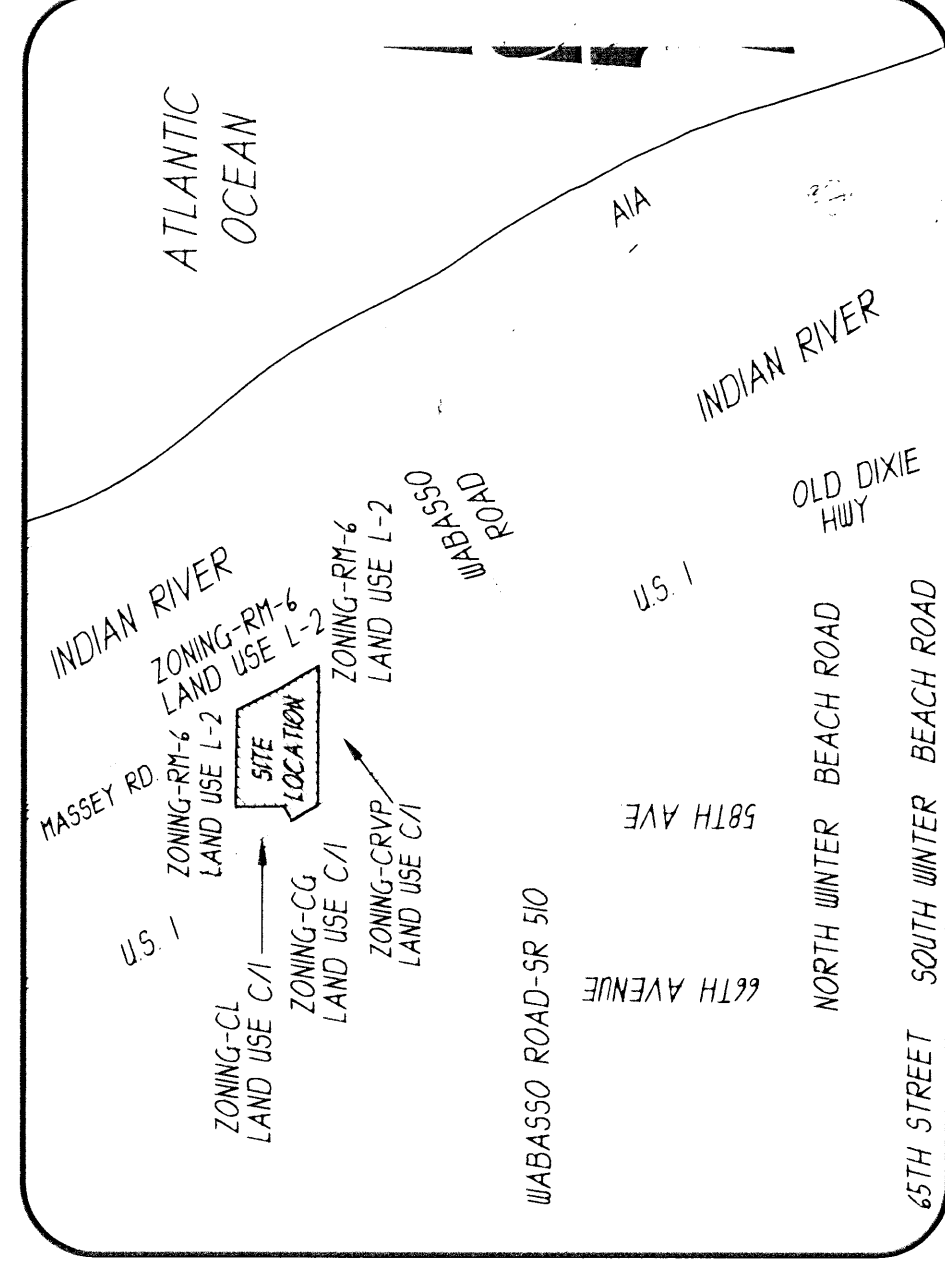 ATLANTIC
OCEAN
A1A
INDIAN RIVER
INDIAN RIVER
ZONING-RM-6
LAND USE L-2
ZONING-RM-6
LAND USE L-2
ZONING-RM-6
LAND USE L-2
MASSEY RD.
SITE
LOCATION
WABASSO
ROAD
U.S. 1
OLD DIXIE
HWY
U.S. 1
ZONING-CL
LAND USE C/I
ZONING-CG
LAND USE C/I
ZONING-CRVP
LAND USE C/I
58TH AVE
66TH AVENUE
WABASSO ROAD-SR 510
NORTH WINTER BEACH ROAD
65TH STREET SOUTH WINTER BEACH ROAD